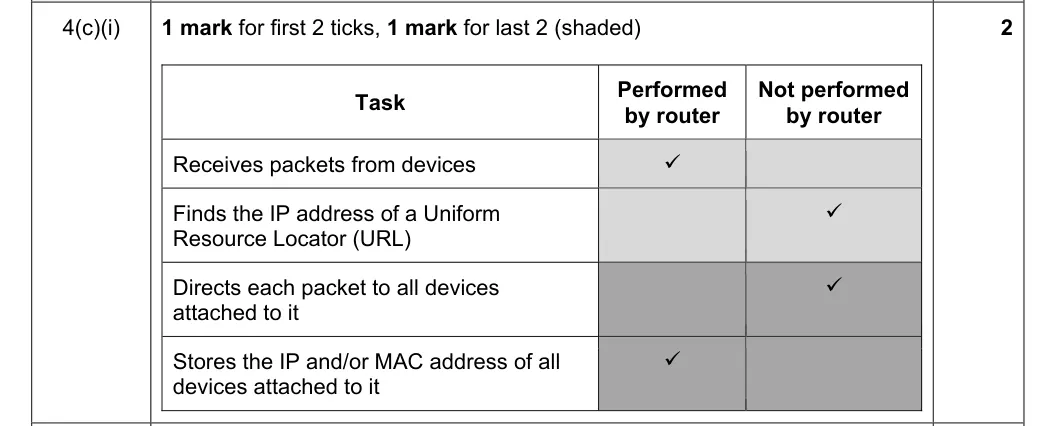 4(c)(i)
1 mark for first 2 ticks, 1 mark for last 2 (shaded)
2
Task
Performed
by router
Not performed
by router
Receives packets from devices
✓
Finds the IP address of a Uniform
Resource Locator (URL)
✓
Directs each packet to all devices
attached to it
✓
Stores the IP and/or MAC address of all
devices attached to it
✓